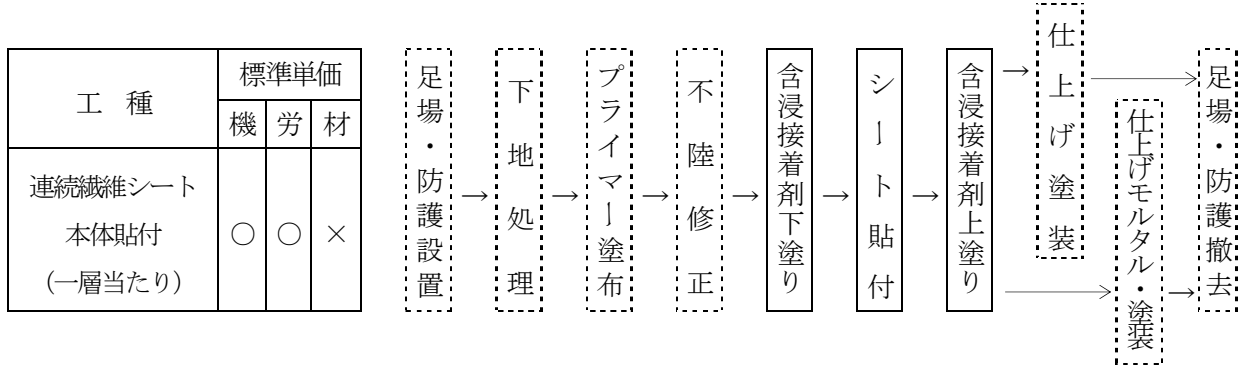 工　種
標準単価
機 労 材
連続繊維シート
本体貼付
（一層当たり）
○ ○ ×
足場・防護設置
→
下地処理
→
プライマー塗布
→
不陸修正
→
含浸接着剤下塗り
→
シート貼付
→
含浸接着剤上塗り
→
仕上げ塗装
→
仕上げモルタル・塗装
→
足場・防護撤去